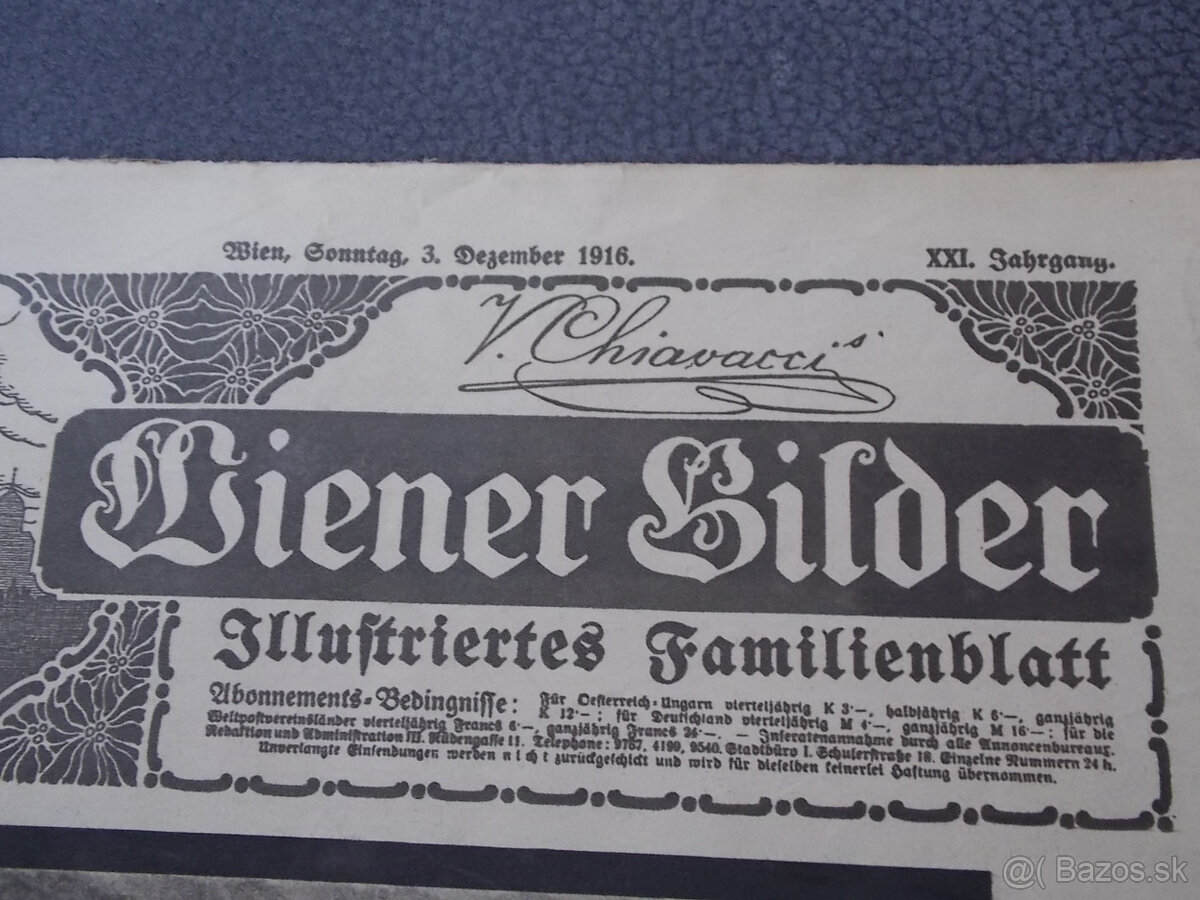 Wien, Sonntag, 3. Dezember 1916. XXI. Jahrgang.
V. Chiavacci's
Wiener Bilder
Illustriertes Familienblatt
Abonnements-Bedingnisse: Für Oesterreich-Ungarn vierteljährig K 3·—, halbjährig K 6·—, ganzjährig
K 12·—; für Deutschland vierteljährig M 4·—, ganzjährig M 16·—; für die
Weltpostvereinsländer vierteljährig Francs 6·—, ganzjährig Francs 24·—. — Inseratenannahme durch alle Annoncenbureaux.
Redaktion und Administration III. Rüdengasse 11. Telephone: 9767, 4190, 9540. Stadtbüro I. Schulerstraße 18. Einzelne Nummern 24 h.
Unverlangte Einsendungen werden nicht zurückgeschickt und wird für dieselben keinerlei Haftung übernommen.
@( Bazos.sk